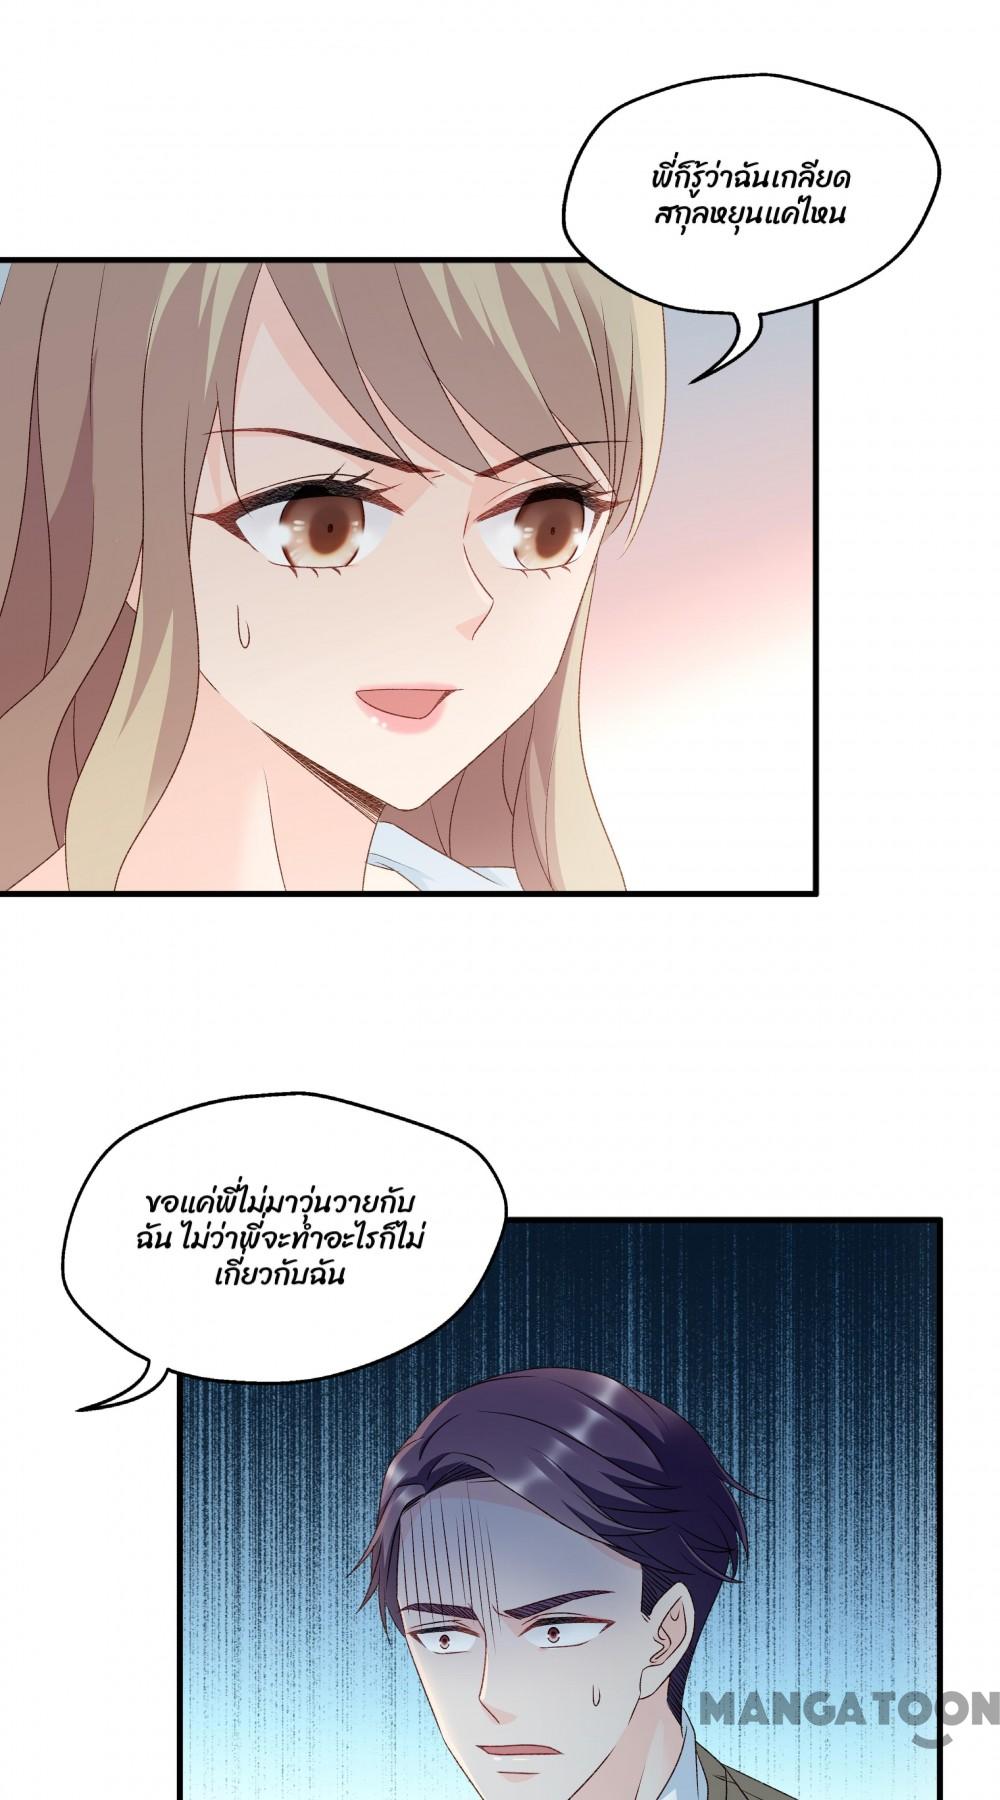 พี่ก็รู้ว่าฉันเกลียด
สกุลหยุนแค่ไหน
ขอแค่พี่ไม่มาวุ่นวายกับ
ฉัน ไม่ว่าพี่จะทำอะไรก็ไม่
เกี่ยวกับฉัน
MANGATOON